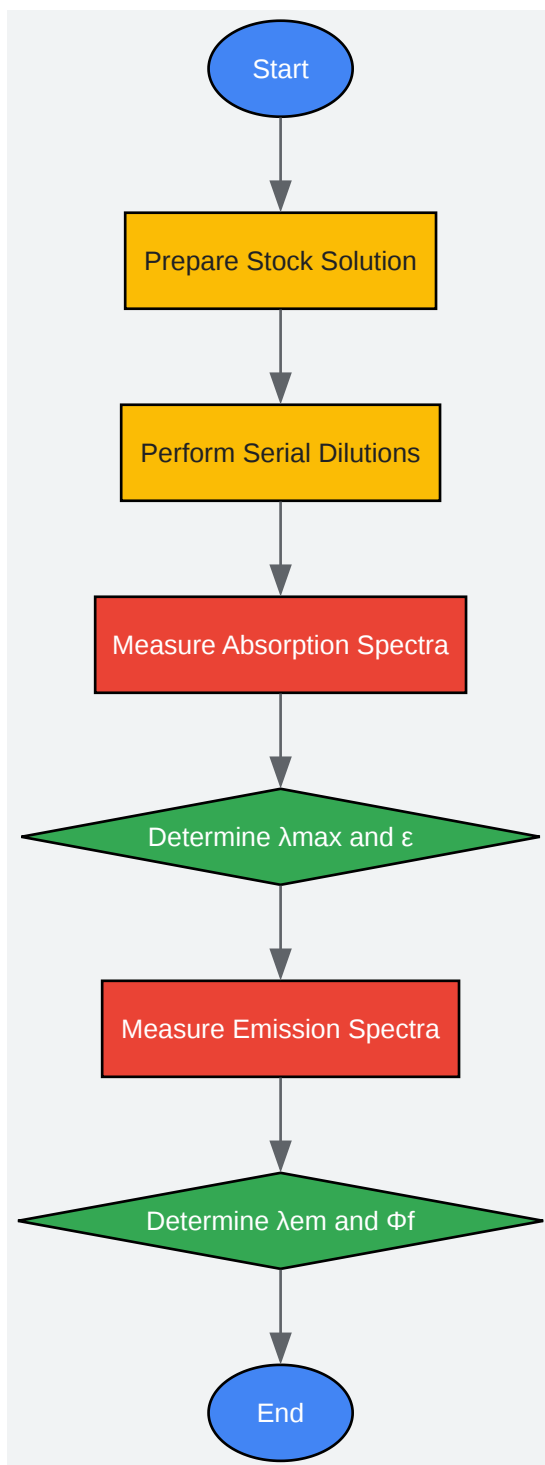 Start
Prepare Stock Solution
Perform Serial Dilutions
Measure Absorption Spectra
Determine λmax and ε
Measure Emission Spectra
Determine λem and Φf
End